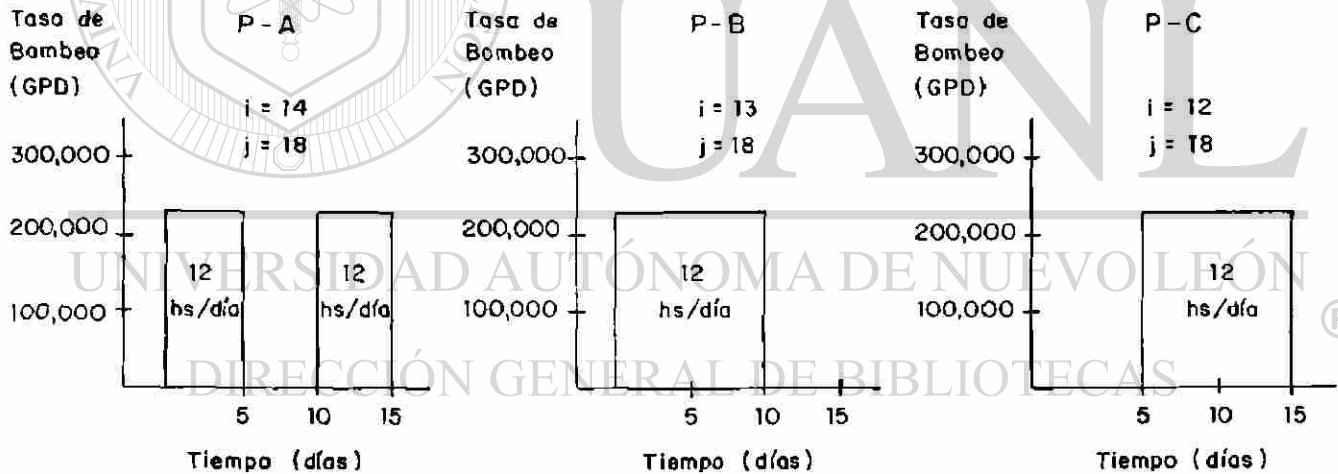 Tasa de
Bombeo
(GPD)
P-A
i = 14
j = 18
300,000
200,000
100,000
12
hs/día
12
hs/día
5
10
15
Tiempo (días)
Tasa de
Bombeo
(GPD)
P-B
i = 13
j = 18
300,000
200,000
100,000
12
hs/día
5
10
15
Tiempo (días)
Tasa de
Bombeo
(GPD)
P-C
i = 12
j = 18
300,000
200,000
100,000
12
hs/día
5
10
15
Tiempo (días)
UANL
UNIVERSIDAD AUTÓNOMA DE NUEVO LEÓN
®
DIRECCIÓN GENERAL DE BIBLIOTECAS